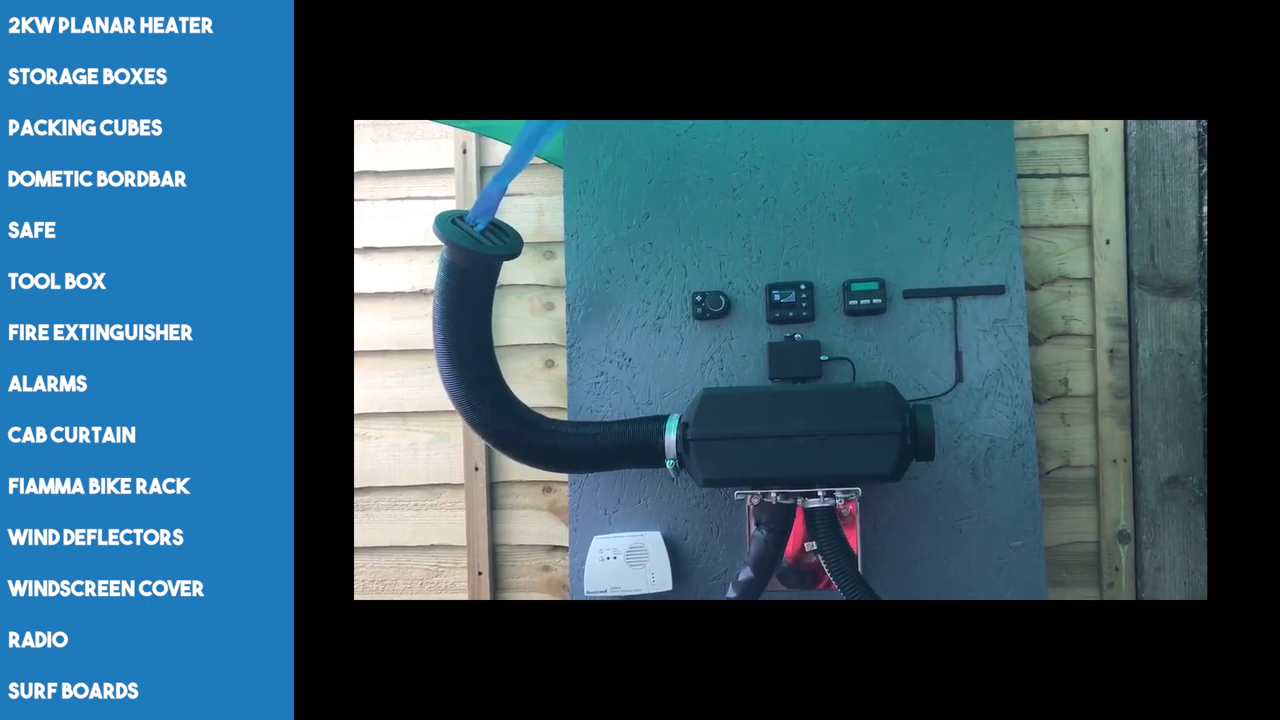 2KW PLANAR HEATER
STORAGE BOXES
PACKING CUBES
DOMETIC BORDBAR
SAFE
TOOL BOX
FIRE EXTINGUISHER
ALARMS
CAB CURTAIN
FIAMMA BIKE RACK
WIND DEFLECTORS
WINDSCREEN COVER
RADIO
SURF BOARDS
Honeywell